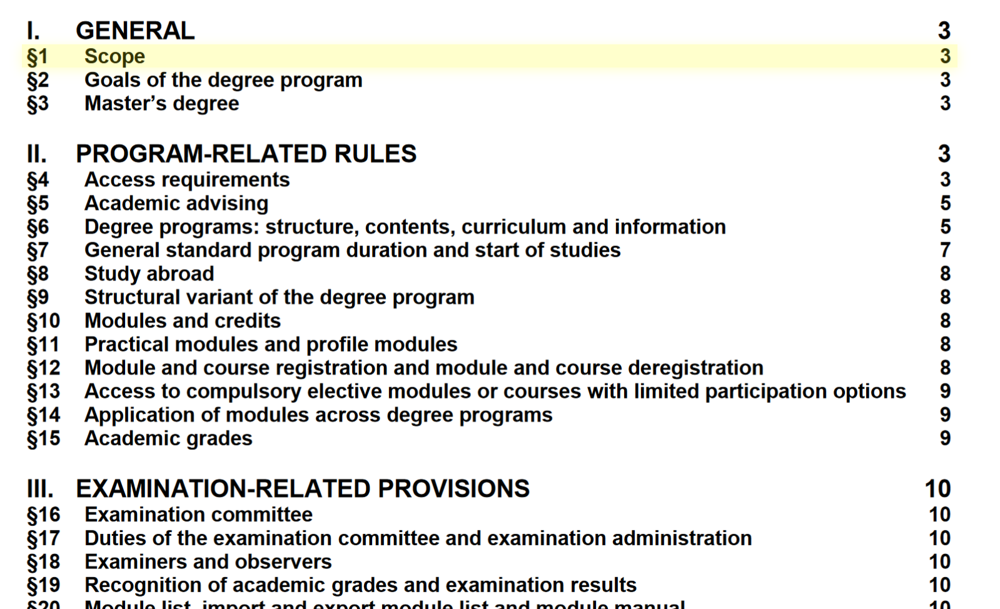 I. GENERAL 3
§1 Scope 3
§2 Goals of the degree program 3
§3 Master’s degree 3
II. PROGRAM-RELATED RULES 3
§4 Access requirements 3
§5 Academic advising 5
§6 Degree programs: structure, contents, curriculum and information 5
§7 General standard program duration and start of studies 7
§8 Study abroad 8
§9 Structural variant of the degree program 8
§10 Modules and credits 8
§11 Practical modules and profile modules 8
§12 Module and course registration and module and course deregistration 8
§13 Access to compulsory elective modules or courses with limited participation options 9
§14 Application of modules across degree programs 9
§15 Academic grades 9
III. EXAMINATION-RELATED PROVISIONS 10
§16 Examination committee 10
§17 Duties of the examination committee and examination administration 10
§18 Examiners and observers 10
§19 Recognition of academic grades and examination results 10
§20 Module list, import and export module list and module manual 10